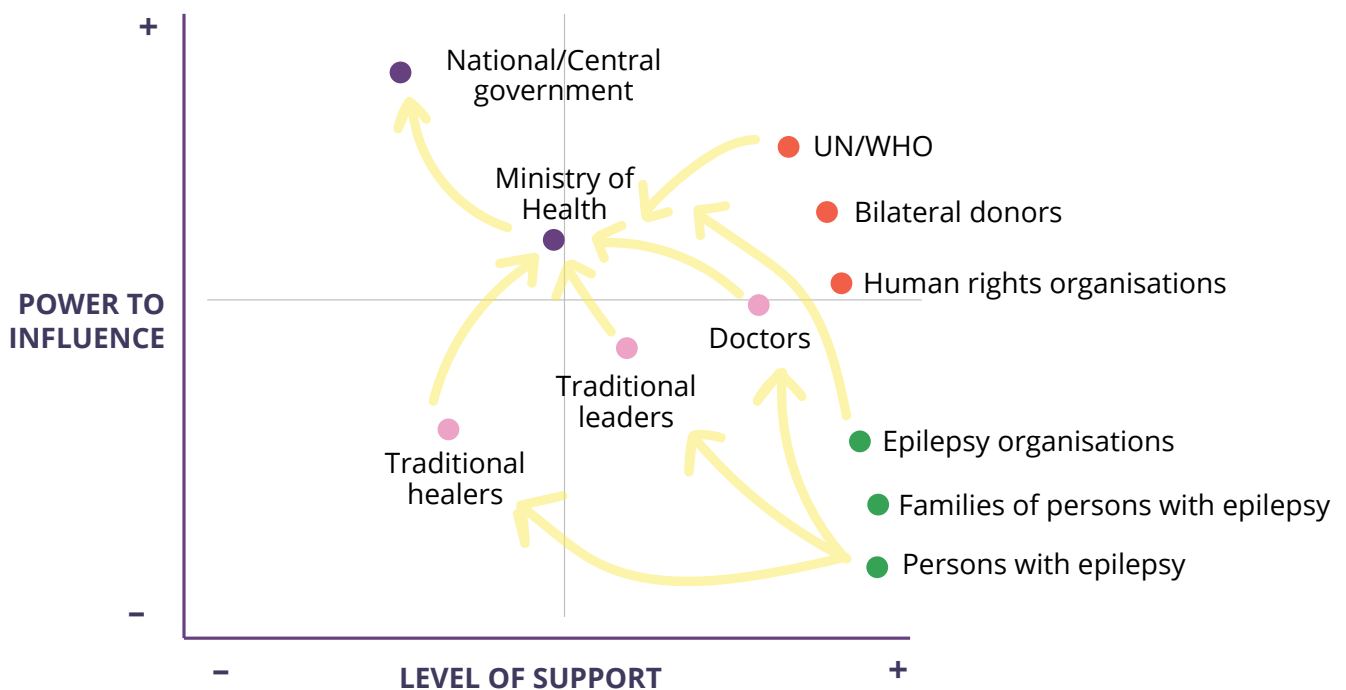 +
National/Central
government
UN/WHO
Ministry of
Health
Bilateral donors
Human rights organisations
POWER TO
INFLUENCE
Doctors
Traditional
leaders
Epilepsy organisations
Traditional
healers
Families of persons with epilepsy
Persons with epilepsy
–
–
LEVEL OF SUPPORT
+